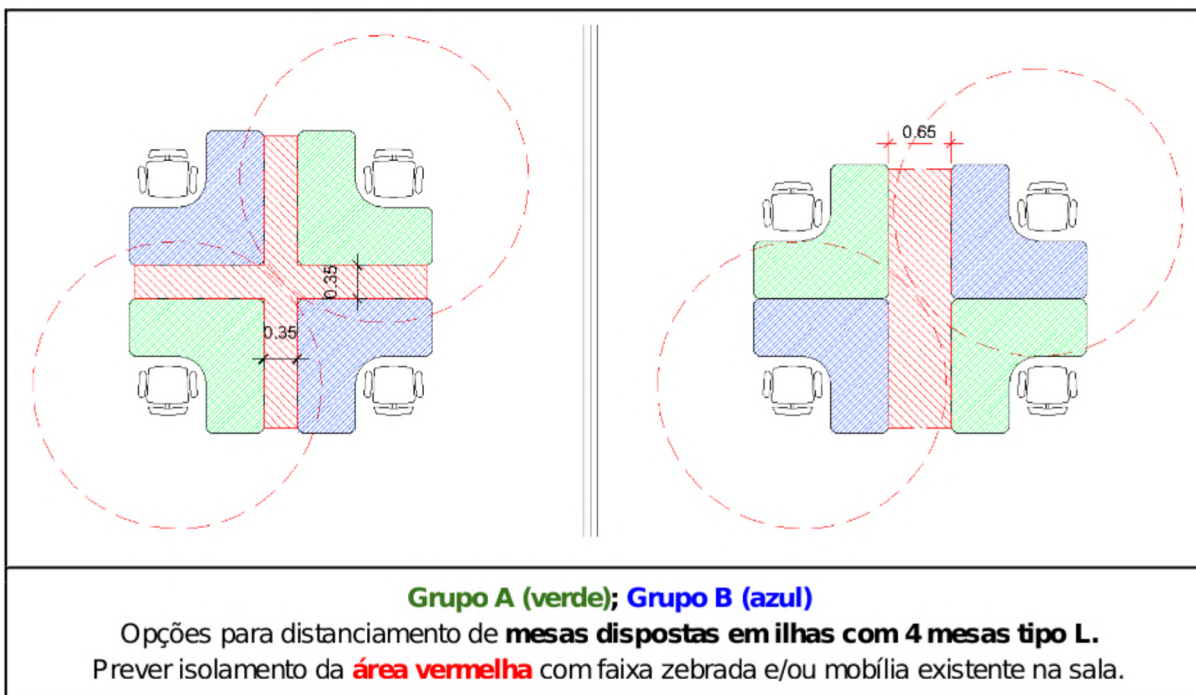 0.65
0.35
0.35
Grupo A (verde); Grupo B (azul)
Opções para distanciamento de mesas dispostas em ilhas com 4 mesas tipo L.
Prever isolamento da área vermelha com faixa zebrada e/ou mobília existente na sala.